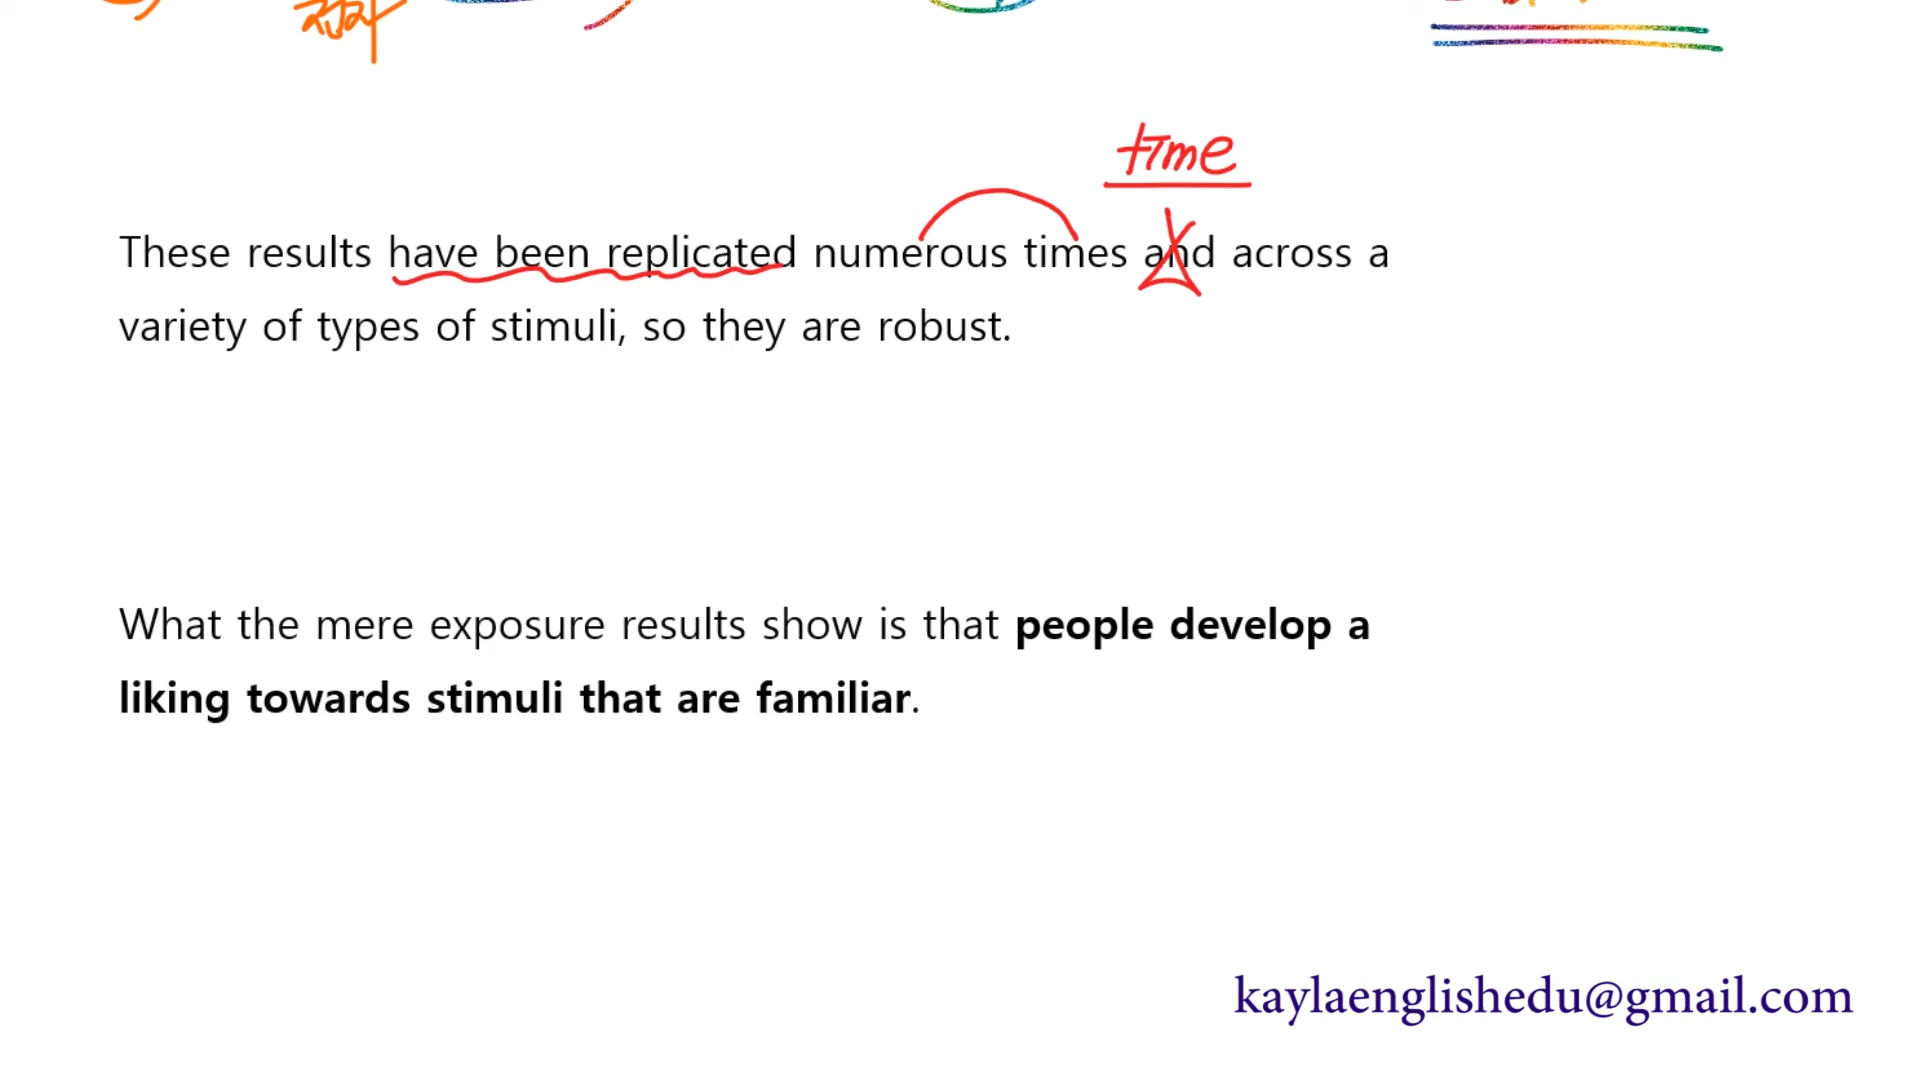 time
These results have been replicated numerous times and across a
variety of types of stimuli, so they are robust.
What the mere exposure results show is that people develop a
liking towards stimuli that are familiar.
kaylaenglishedu@gmail.com